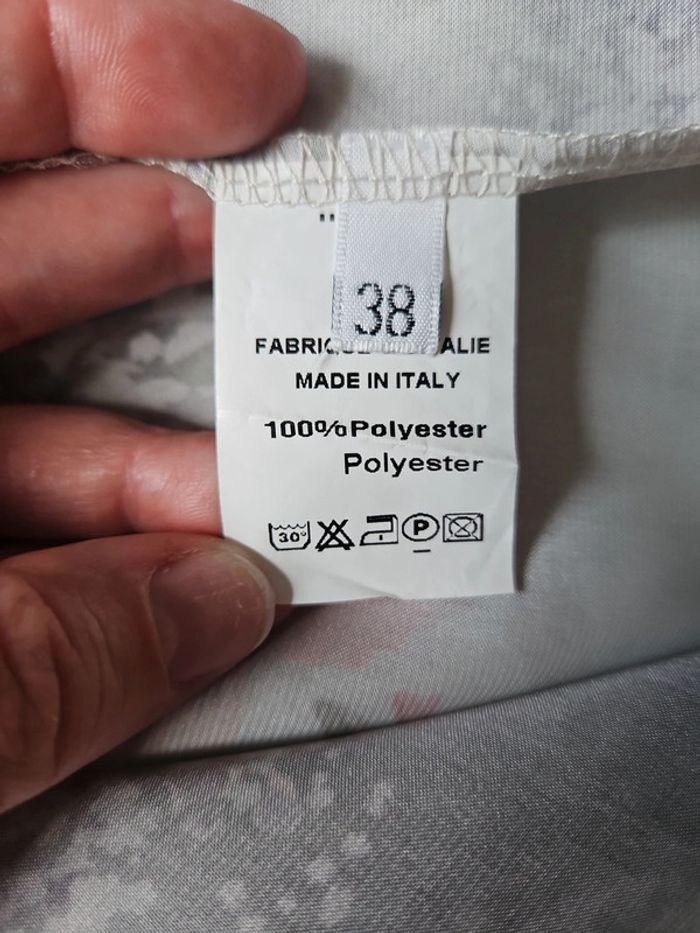 38
MADE IN ITALY
100%Polyester
Polyester
30°
P